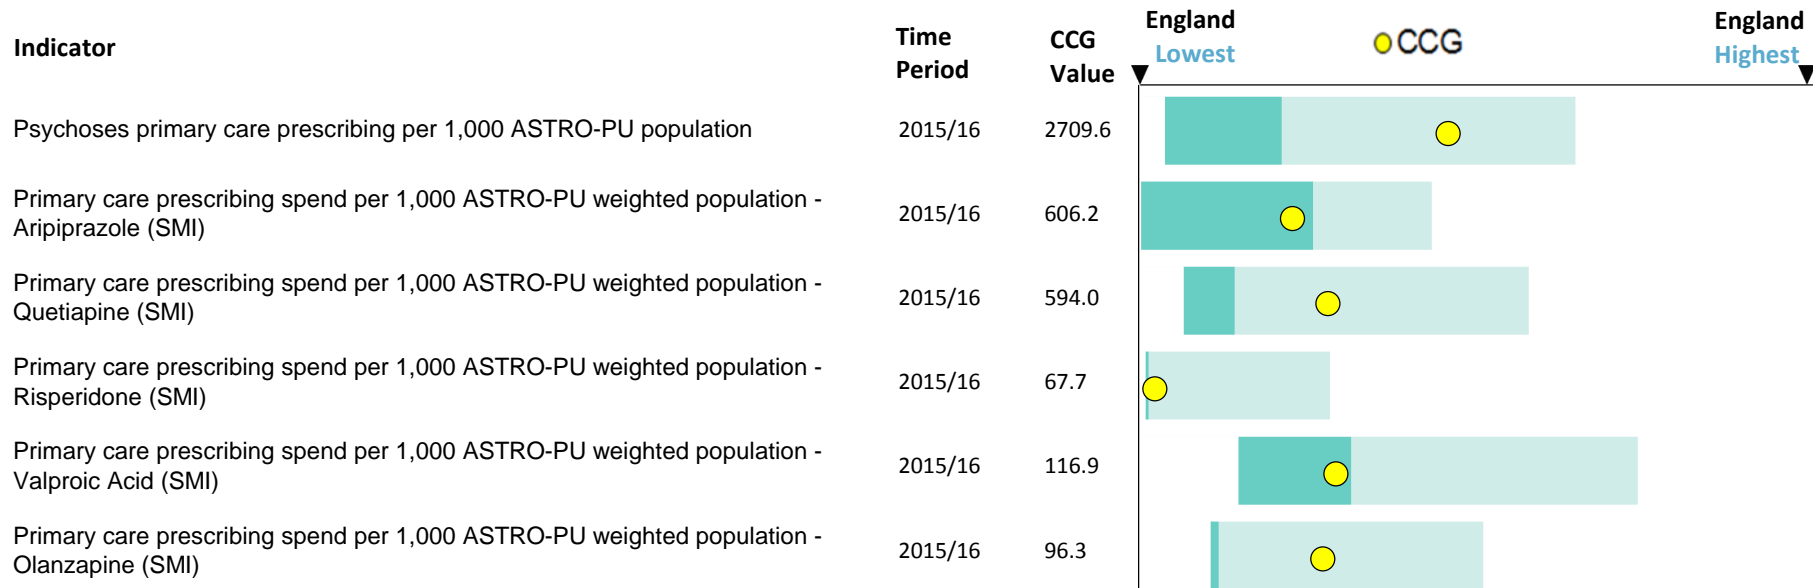 Indicator
Time Period
CCG Value
England Lowest
CCG
England Highest
Psychoses primary care prescribing per 1,000 ASTRO-PU population 2015/16 2709.6
Primary care prescribing spend per 1,000 ASTRO-PU weighted population -
Aripiprazole (SMI) 2015/16 606.2
Primary care prescribing spend per 1,000 ASTRO-PU weighted population -
Quetiapine (SMI) 2015/16 594.0
Primary care prescribing spend per 1,000 ASTRO-PU weighted population -
Risperidone (SMI) 2015/16 67.7
Primary care prescribing spend per 1,000 ASTRO-PU weighted population -
Valproic Acid (SMI) 2015/16 116.9
Primary care prescribing spend per 1,000 ASTRO-PU weighted population -
Olanzapine (SMI) 2015/16 96.3